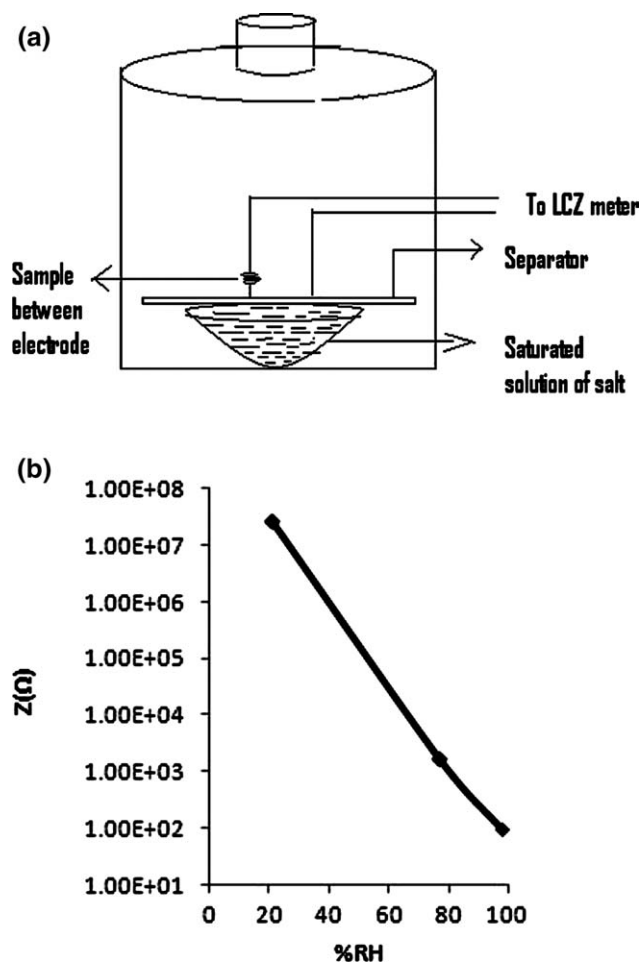 (a)
To LCZ meter
Separator
Sample
between
electrode
Saturated
solution of salt
(b)
Z(Ω)
1.00E+08
1.00E+07
1.00E+06
1.00E+05
1.00E+04
1.00E+03
1.00E+02
1.00E+01
0 20 40 60 80 100
%RH